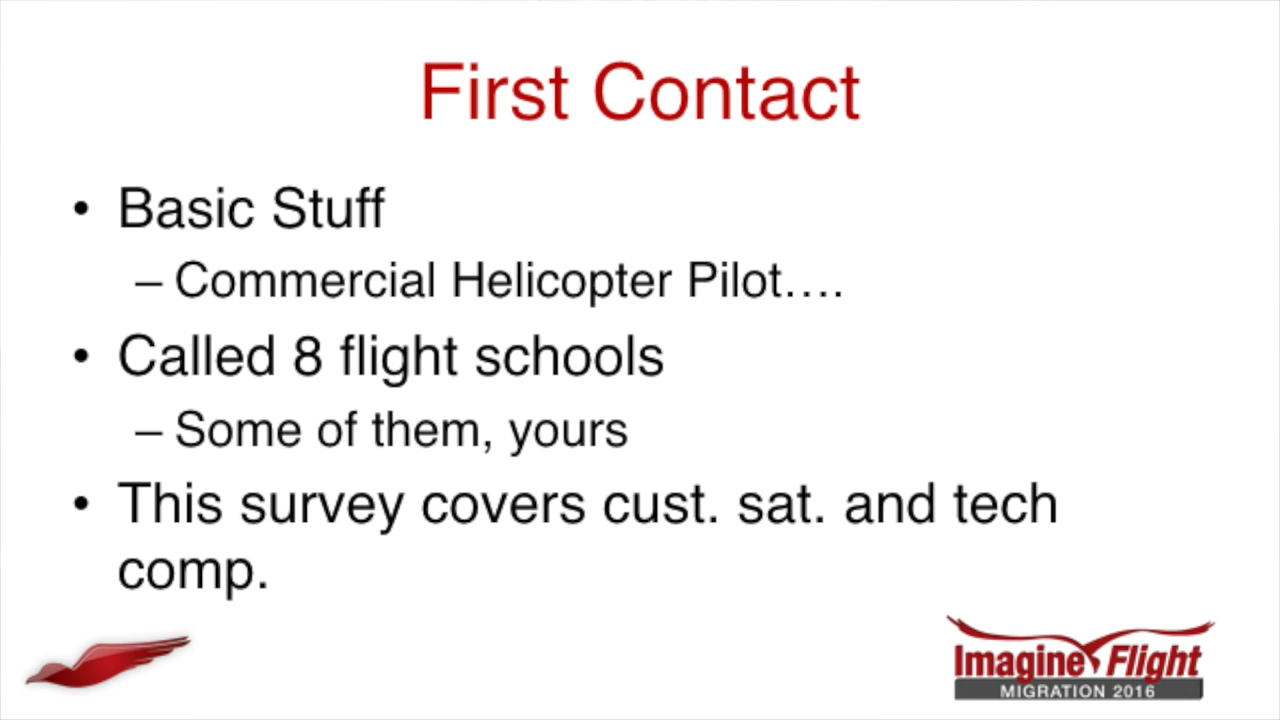 First Contact
• Basic Stuff
– Commercial Helicopter Pilot….
• Called 8 flight schools
– Some of them, yours
• This survey covers cust. sat. and tech
comp.
Imagine Flight
MIGRATION 2016